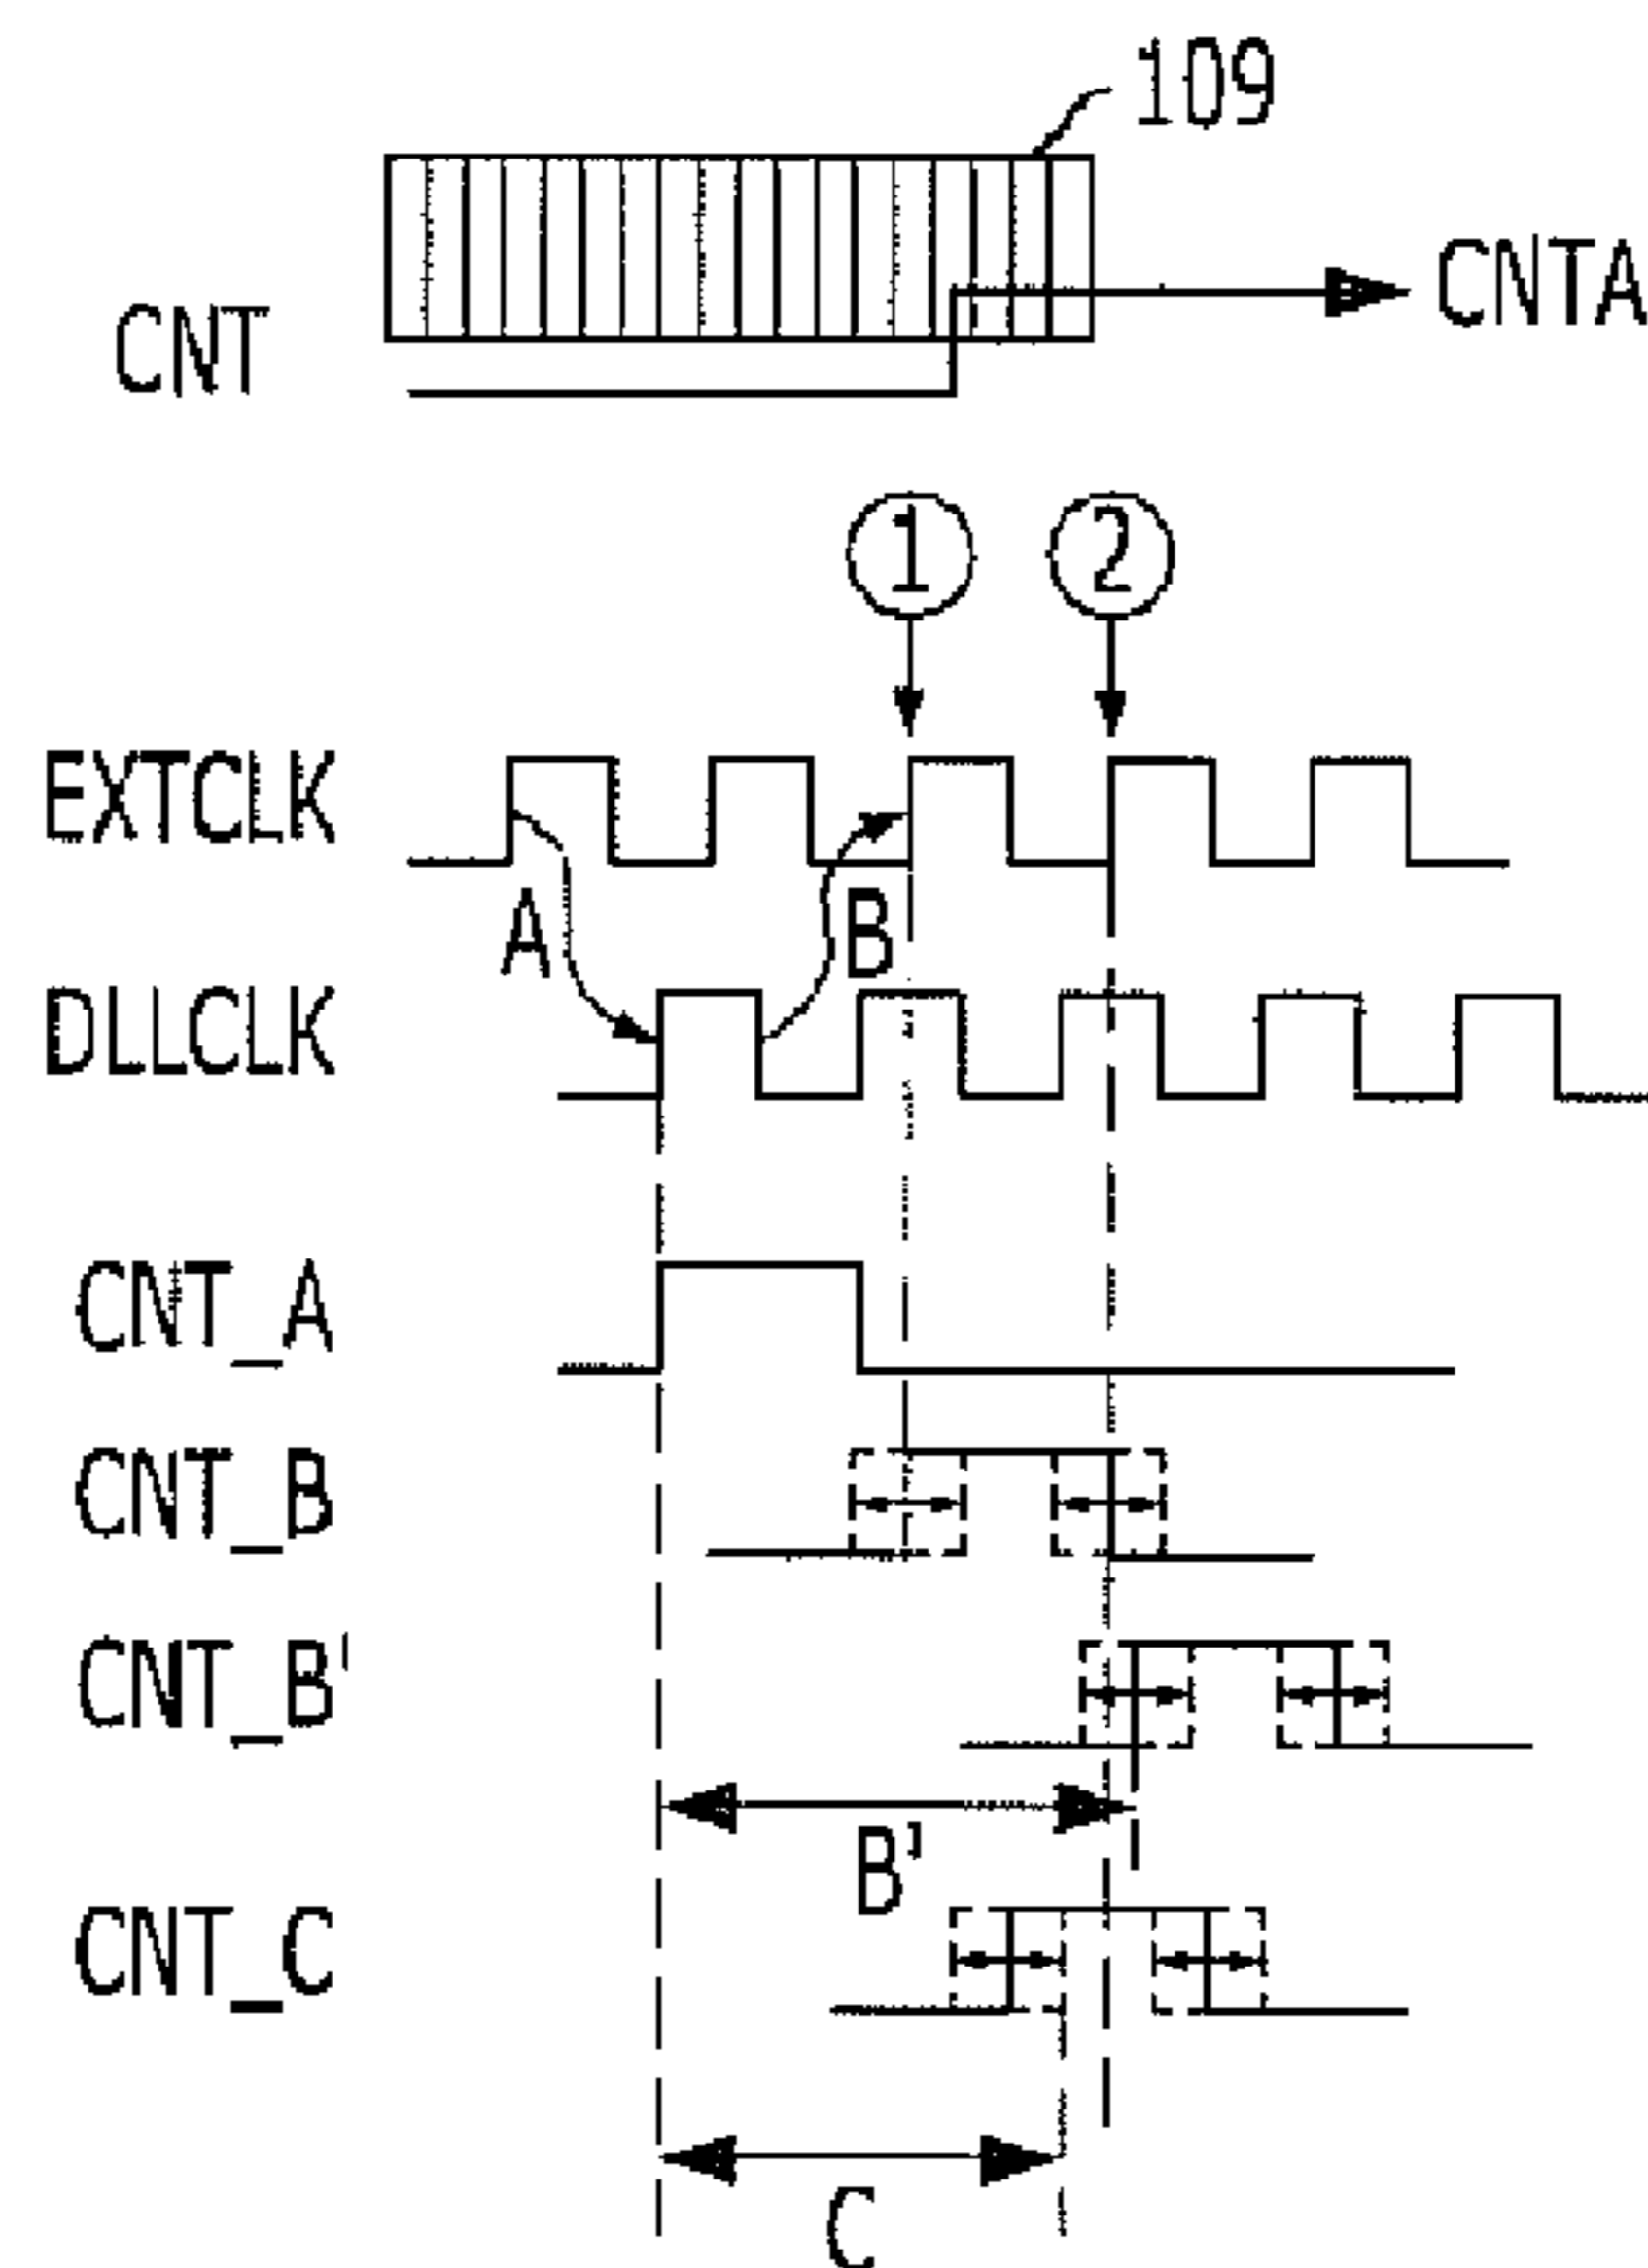 109
CNTA
CNT
1 2
EXTCLK
A B
DLLCLK
CNT_A
CNT_B
CNT_B'
B'
CNT_C
C